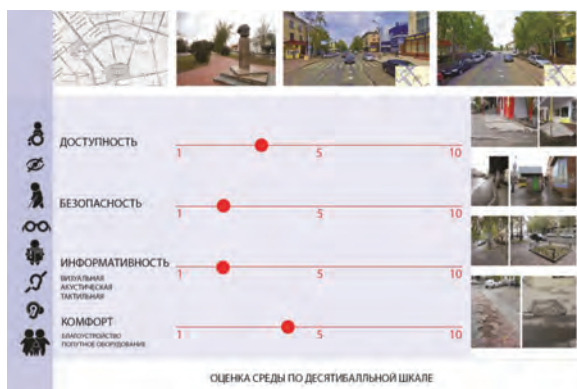 ДОСТУПНОСТЬ
1 5 10
БЕЗОПАСНОСТЬ
1 5 10
ИНФОРМАТИВНОСТЬ
ВИЗУАЛЬНАЯ
АКУСТИЧЕСКАЯ
ТАКТИЛЬНАЯ
1 5 10
КОМФОРТ
БЛАГОУСТРОЙСТВО
ПОПУТНОЕ ОБОРУДОВАНИЕ
1 5 10
ОЦЕНКА СРЕДЫ ПО ДЕСЯТИБАЛЛЬНОЙ ШКАЛЕ